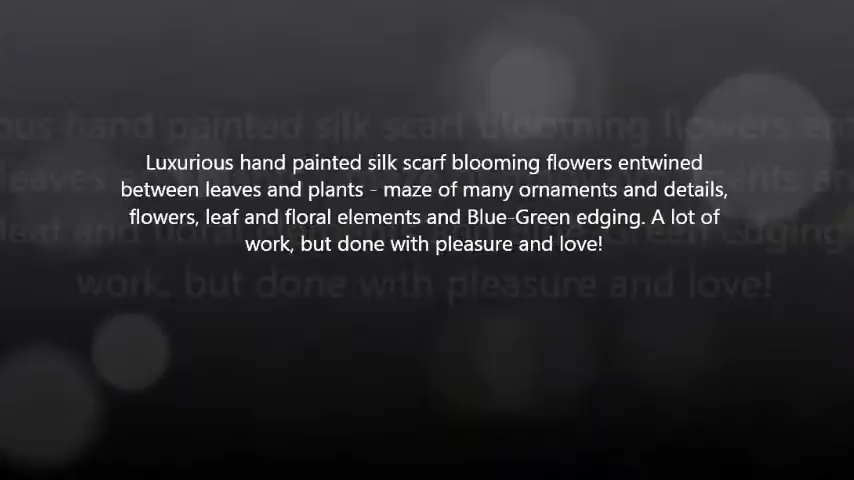 Luxurious hand painted silk scarf blooming flowers entwined
between leaves and plants - maze of many ornaments and details,
flowers, leaf and floral elements and Blue-Green edging. A lot of
work, but done with pleasure and love!